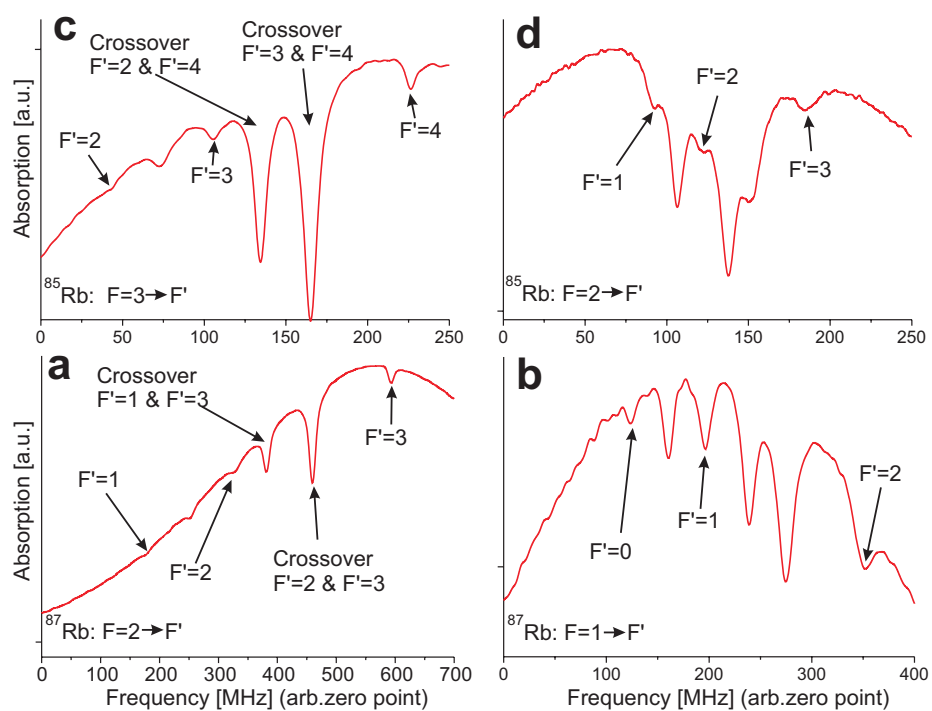 c
Crossover
F'=2 & F'=4
Crossover
F'=3 & F'=4
F'=2
F'=3
F'=4
Absorption [a.u.]
⁸⁵Rb: F=3→F'
0 50 100 150 200 250
d
F'=2
F'=1
F'=3
⁸⁵Rb: F=2→F'
0 50 100 150 200 250
a
Crossover
F'=1 & F'=3
F'=1
F'=2
F'=3
Crossover
F'=2 & F'=3
Absorption [a.u.]
⁸⁷Rb: F=2→F'
0 100 200 300 400 500 600 700
Frequency [MHz] (arb.zero point)
b
F'=0
F'=1
F'=2
⁸⁷Rb: F=1→F'
0 100 200 300 400
Frequency [MHz] (arb.zero point)